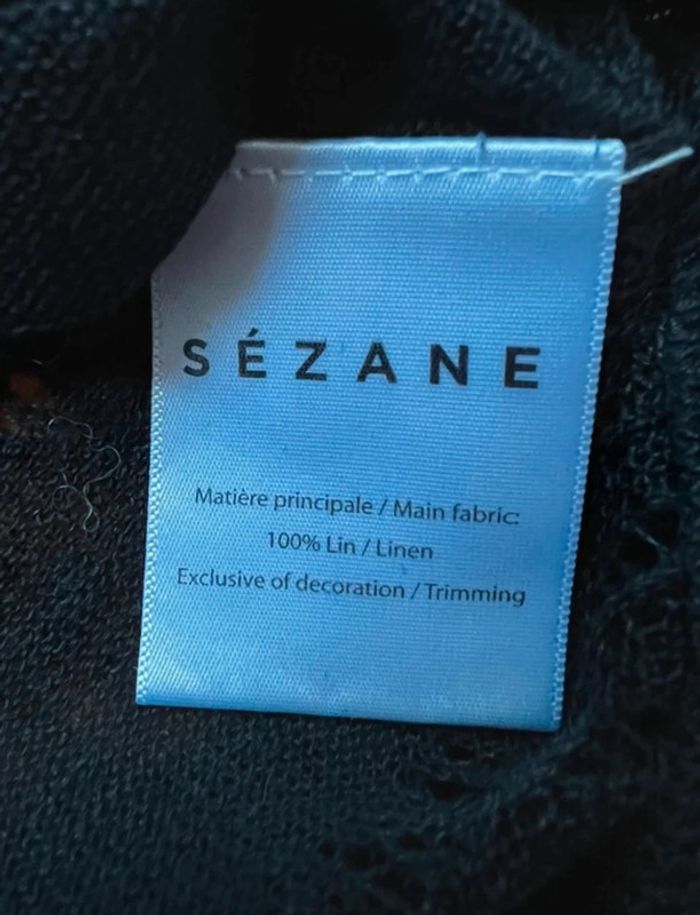 SÉZANE
Matière principale / Main fabric:
100% Lin / Linen
Exclusive of decoration / Trimming